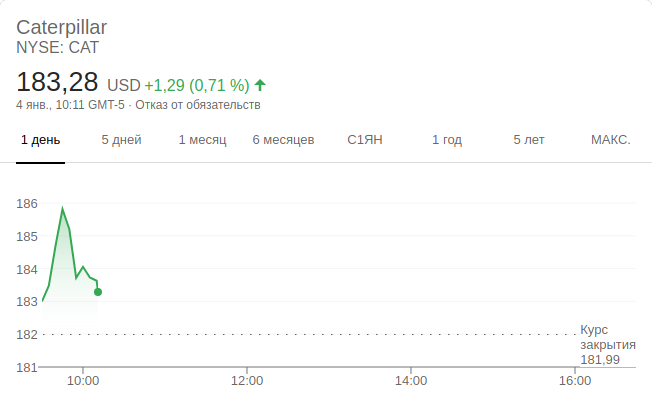 Caterpillar
NYSE: CAT
183,28 USD +1,29 (0,71 %)
4 янв., 10:11 GMT-5 · Отказ от обязательств
1 день 5 дней 1 месяц 6 месяцев С1ЯН 1 год 5 лет МАКС.
186
185
184
183
182
Курс
закрытия
181,99
181
10:00 12:00 14:00 16:00